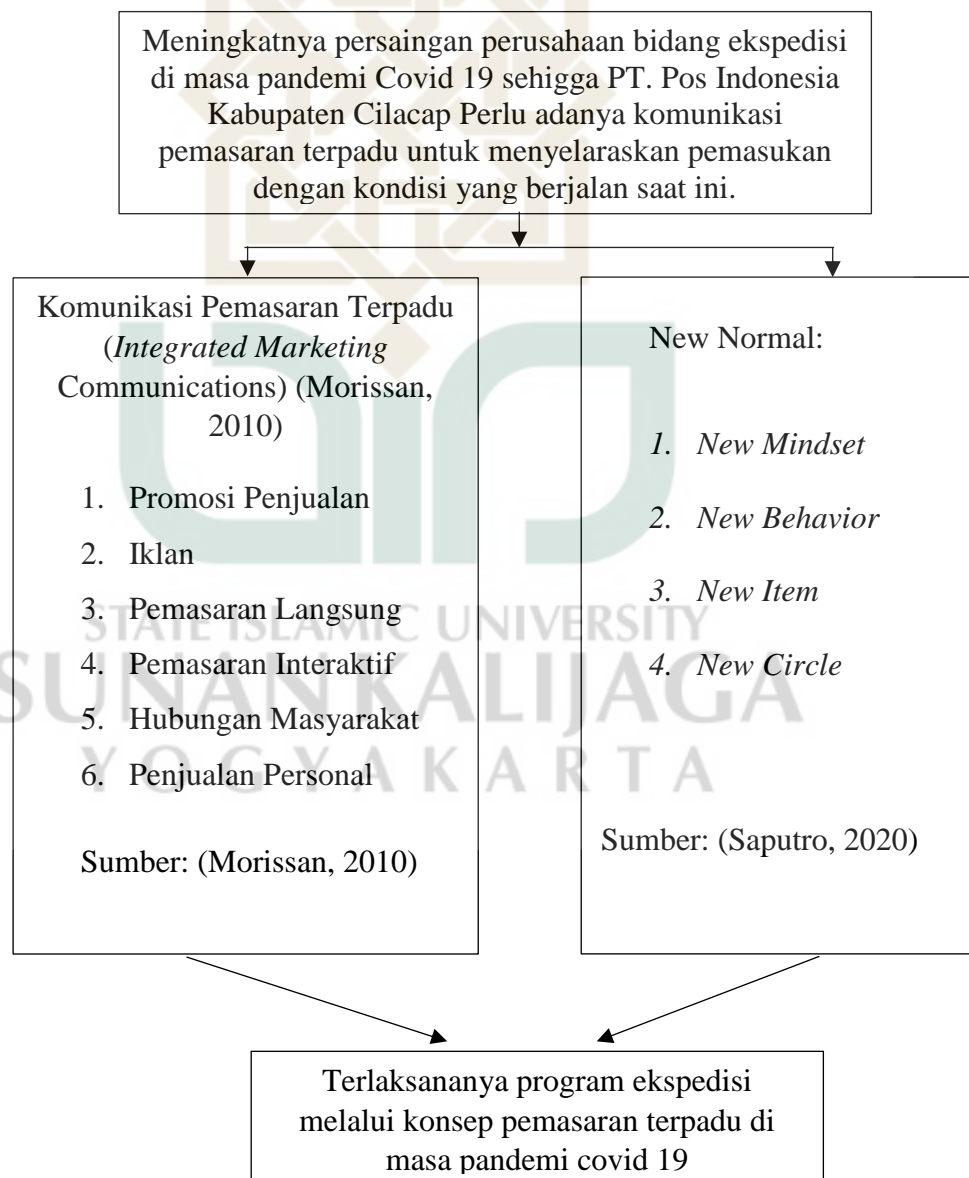 Meningkatnya persaingan perusahaan bidang ekspedisi
di masa pandemi Covid 19 sehigga PT. Pos Indonesia
Kabupaten Cilacap Perlu adanya komunikasi
pemasaran terpadu untuk menyelaraskan pemasukan
dengan kondisi yang berjalan saat ini.
Komunikasi Pemasaran Terpadu
(Integrated Marketing
Communications) (Morissan,
2010)
1. Promosi Penjualan
2. Iklan
3. Pemasaran Langsung
4. Pemasaran Interaktif
5. Hubungan Masyarakat
6. Penjualan Personal
Sumber: (Morissan, 2010)
New Normal:
1. New Mindset
2. New Behavior
3. New Item
4. New Circle
Sumber: (Saputro, 2020)
Terlaksananya program ekspedisi
melalui konsep pemasaran terpadu di
masa pandemi covid 19
STATE ISLAMIC UNIVERSITY
SUNAN KALIJAGA
YOGYAKARTA